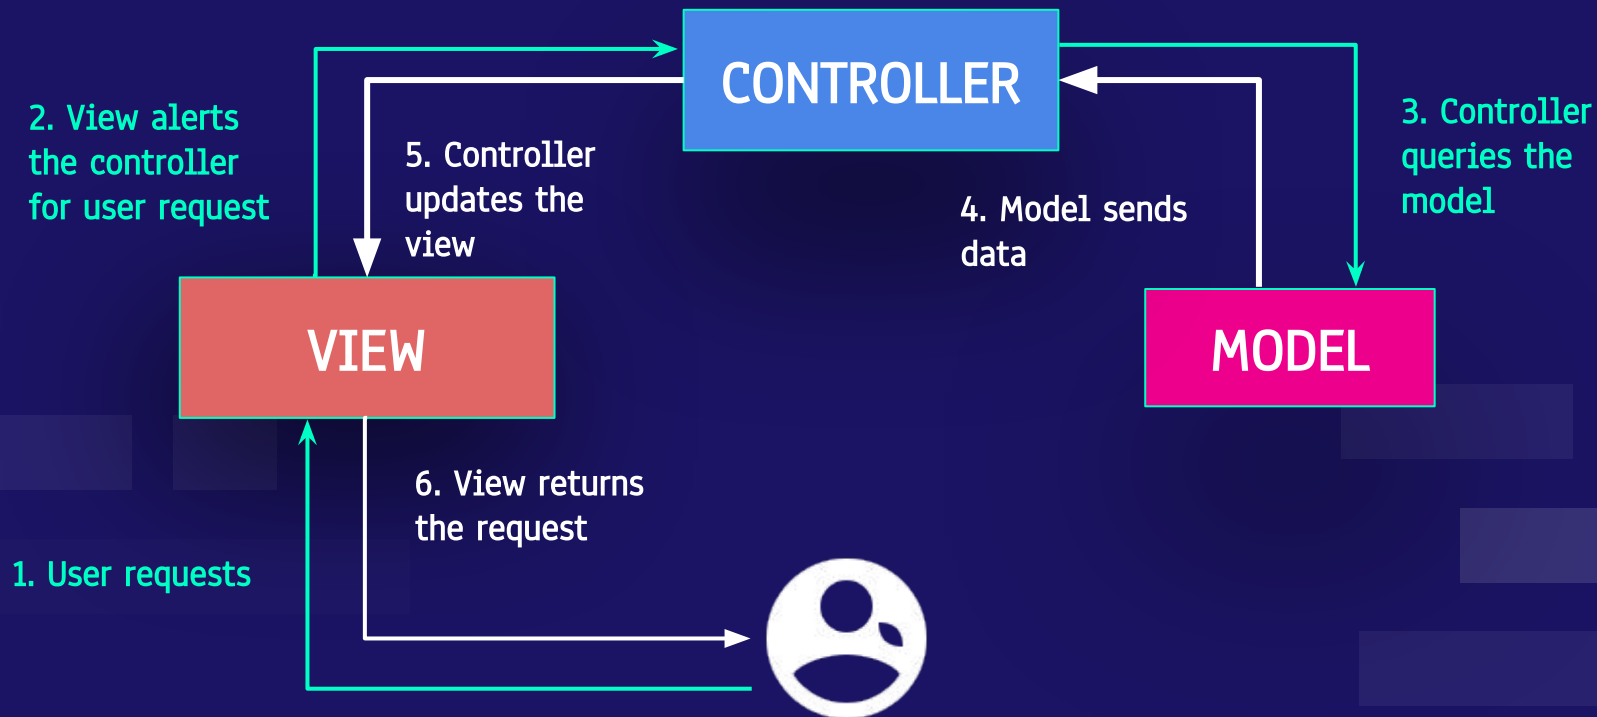 CONTROLLER
2. View alerts
the controller
for user request
5. Controller
updates the
view
3. Controller
queries the
model
4. Model sends
data
VIEW
MODEL
6. View returns
the request
1. User requests